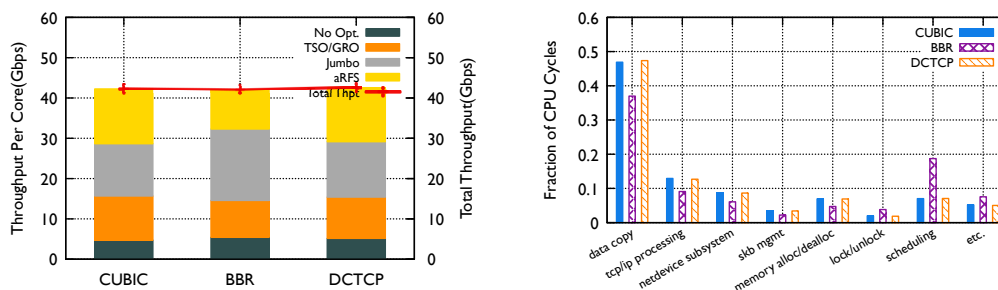 Throughput Per Core(Gbps)
60
50
40
30
20
10
0
No Opt.
TSO/GRO
Jumbo
aRFS
Total Thpt
60
50
40
30
20
10
0
Total Throughput(Gbps)
CUBIC
BBR
DCTCP
Fraction of CPU Cycles
0.6
0.5
0.4
0.3
0.2
0.1
0
CUBIC
BBR
DCTCP
data copy
tcp/ip processing
netdevice subsystem
skb mgmt
memory alloc/dealloc
lock/unlock
scheduling
etc.